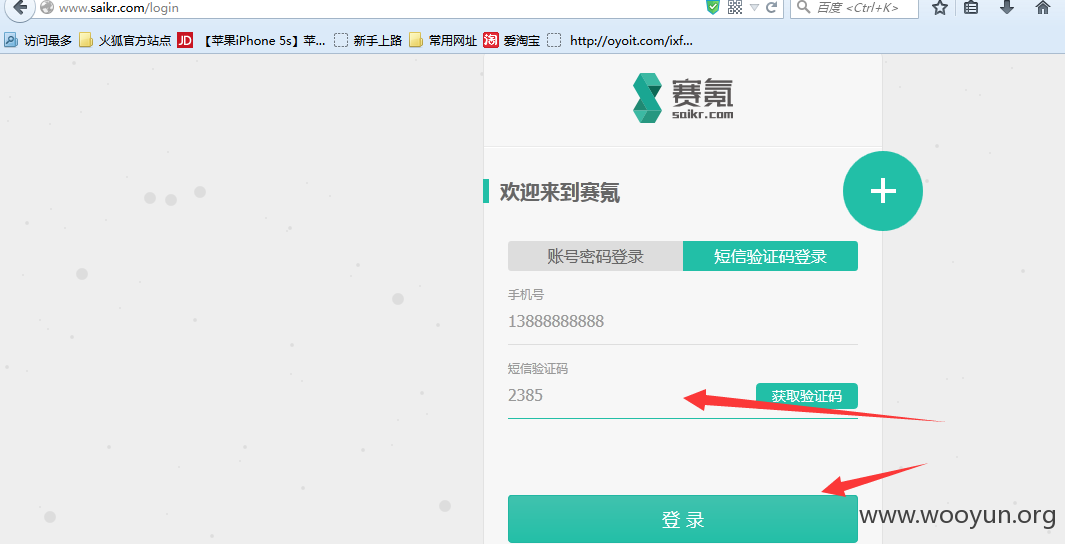 www.saikr.com/login
百度 <Ctrl+K>
访问最多 火狐官方站点 JD 【苹果iPhone 5s】苹... 新手上路 常用网址 淘 爱淘宝 http://oyoit.com/ixf...
赛氪
saikr.com
欢迎来到赛氪
账号密码登录 短信验证码登录
手机号
13888888888
短信验证码
2385 获取验证码
登 录
www.wooyun.org